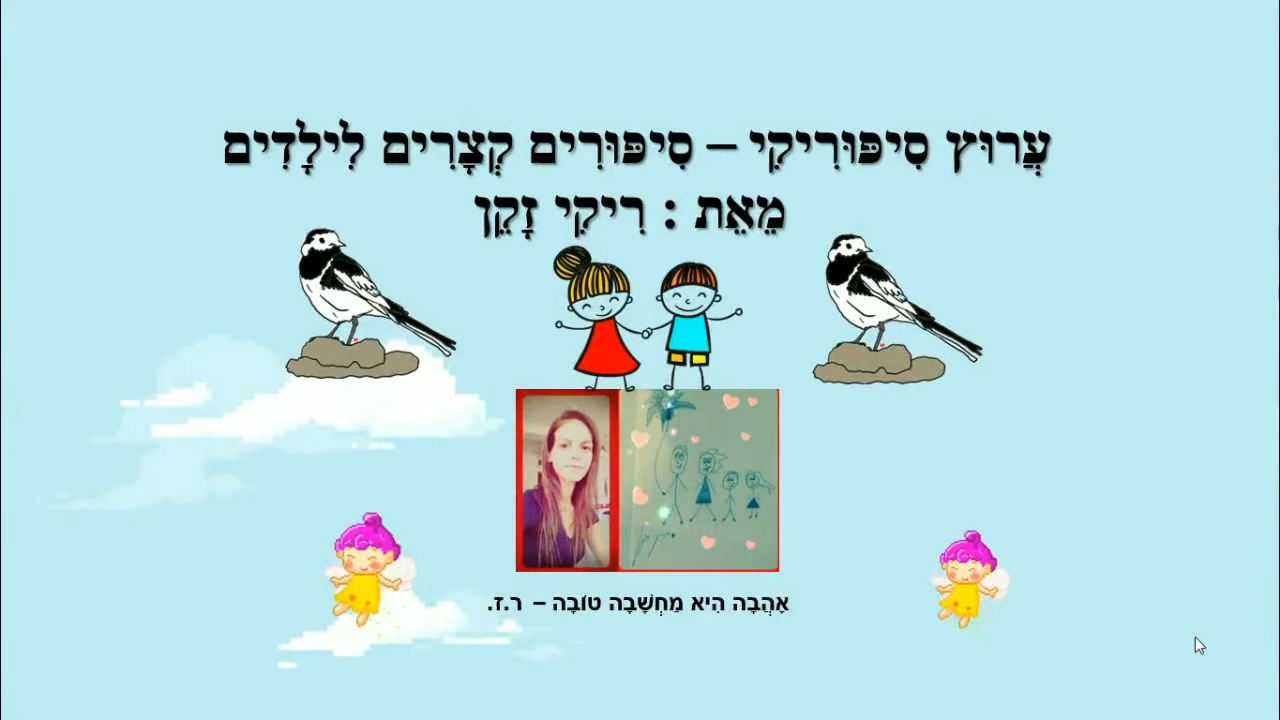 עֲרוּץ סִיפּוּרִיקִי – סִיפּוּרִים קְצָרִים לִילָדִים
מֵאֵת : רִיקִי זָקֵן
אָהֲבָה הִיא מַחְשָׁבָה טוֹבָה – ר.ז.